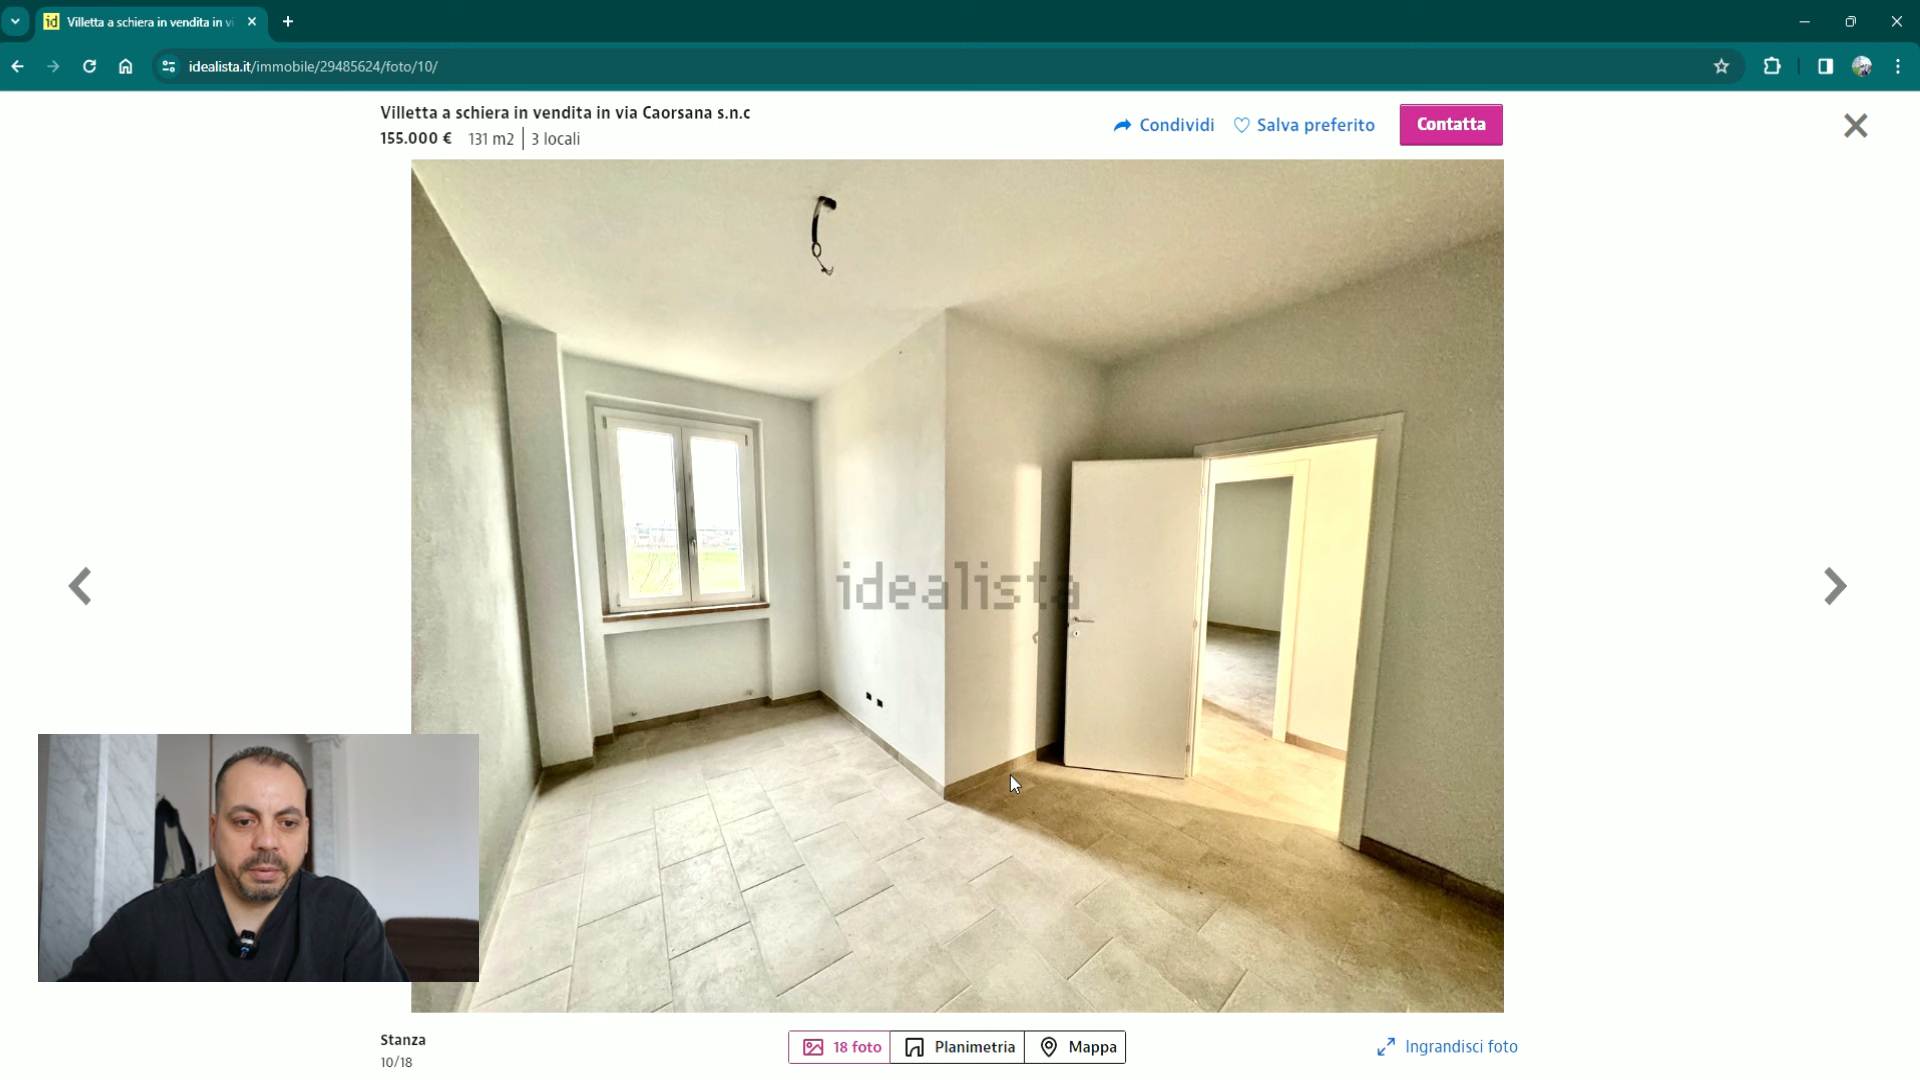 Villetta a schiera in vendita in vi
idealista.it/immobile/29485624/foto/10/
Villetta a schiera in vendita in via Caorsana s.n.c
155.000 € 131 m2 3 locali
Condividi Salva preferito Contatta
idealista
Stanza
10/18
18 foto Planimetria Mappa
Ingrandisci foto